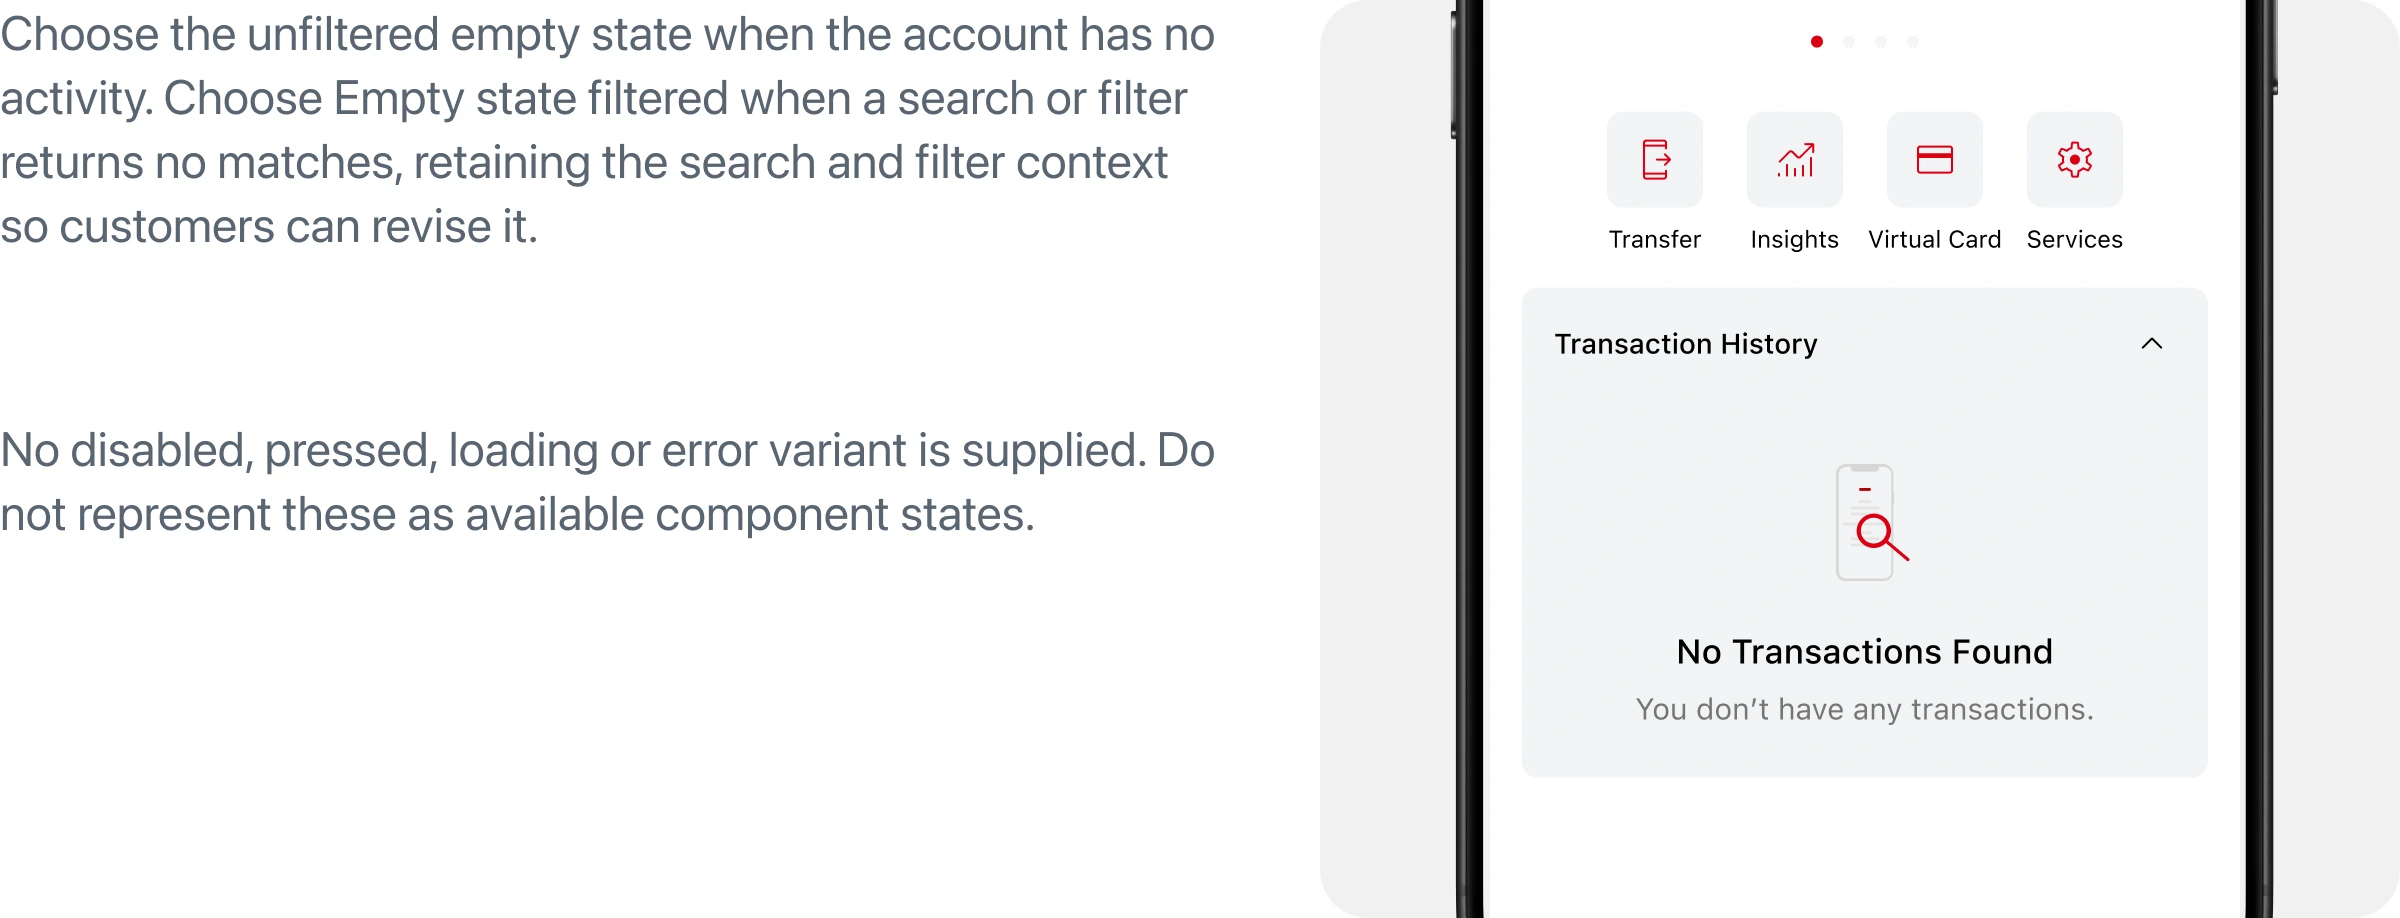 Choose the unfiltered empty state when the account has no
activity. Choose Empty state filtered when a search or filter
returns no matches, retaining the search and filter context
so customers can revise it.
No disabled, pressed, loading or error variant is supplied. Do
not represent these as available component states.
Transfer
Insights
Virtual Card
Services
Transaction History
No Transactions Found
You don’t have any transactions.